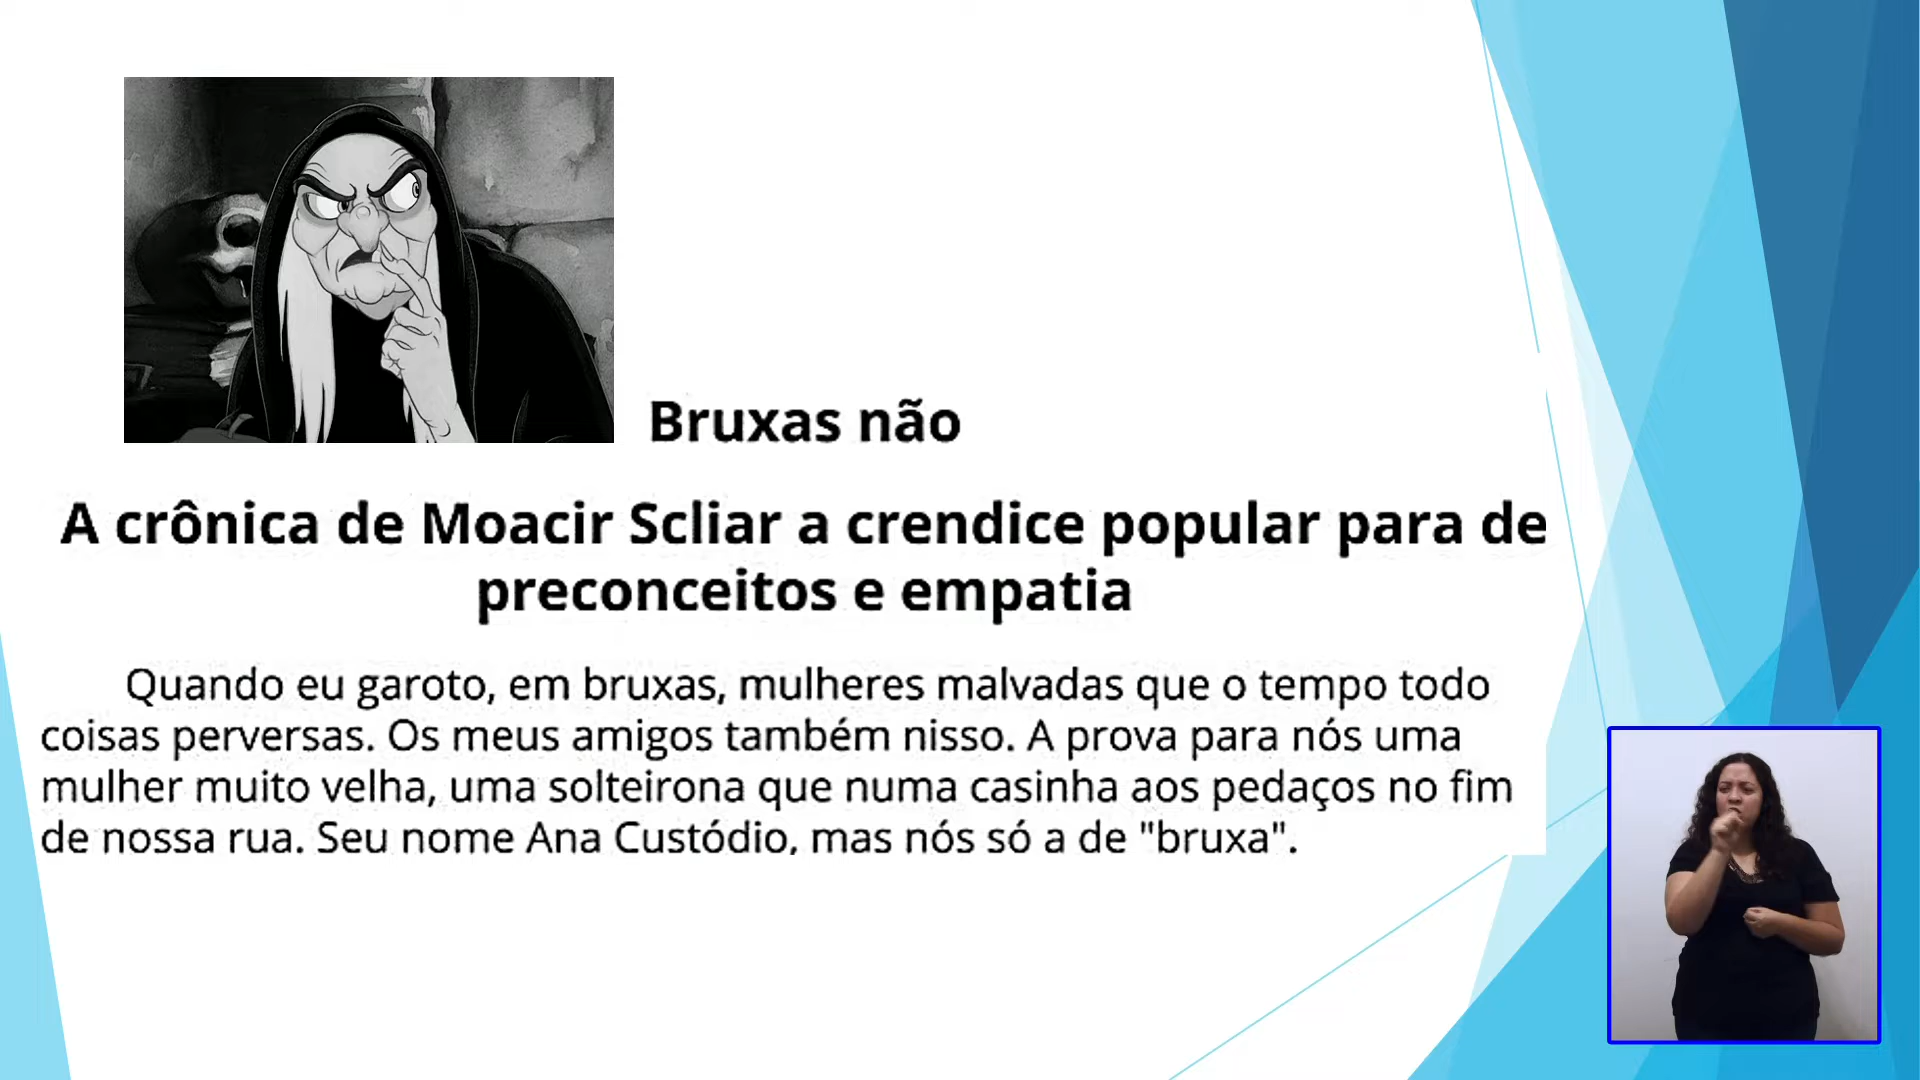 Bruxas não
A crônica de Moacir Scliar a crendice popular para de
preconceitos e empatia
Quando eu garoto, em bruxas, mulheres malvadas que o tempo todo
coisas perversas. Os meus amigos também nisso. A prova para nós uma
mulher muito velha, uma solteirona que numa casinha aos pedaços no fim
de nossa rua. Seu nome Ana Custódio, mas nós só a de "bruxa".